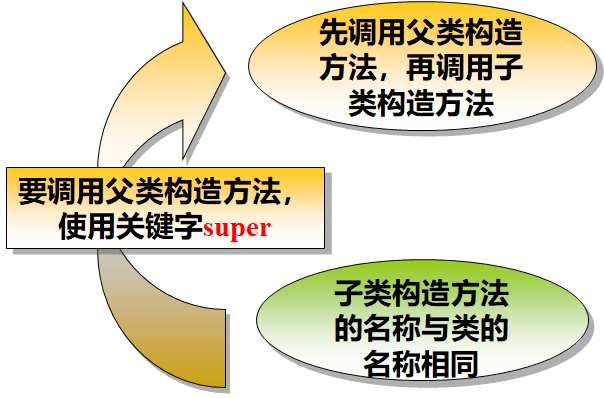 先调用父类构造
方法，再调用子
类构造方法
要调用父类构造方法，
使用关键字super
子类构造方法
的名称与类的
名称相同